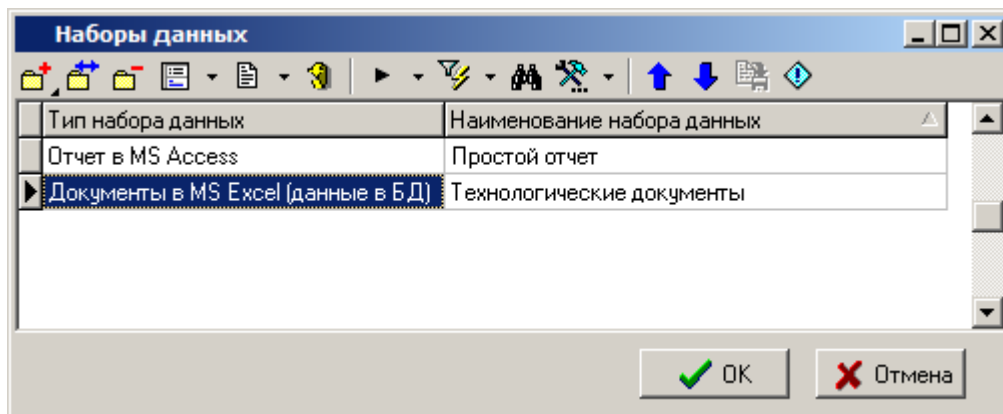 Наборы данных
Тип набора данных Наименование набора данных
Отчет в MS Access Простой отчет
Документы в MS Excel (данные в БД) Технологические документы
OK Отмена